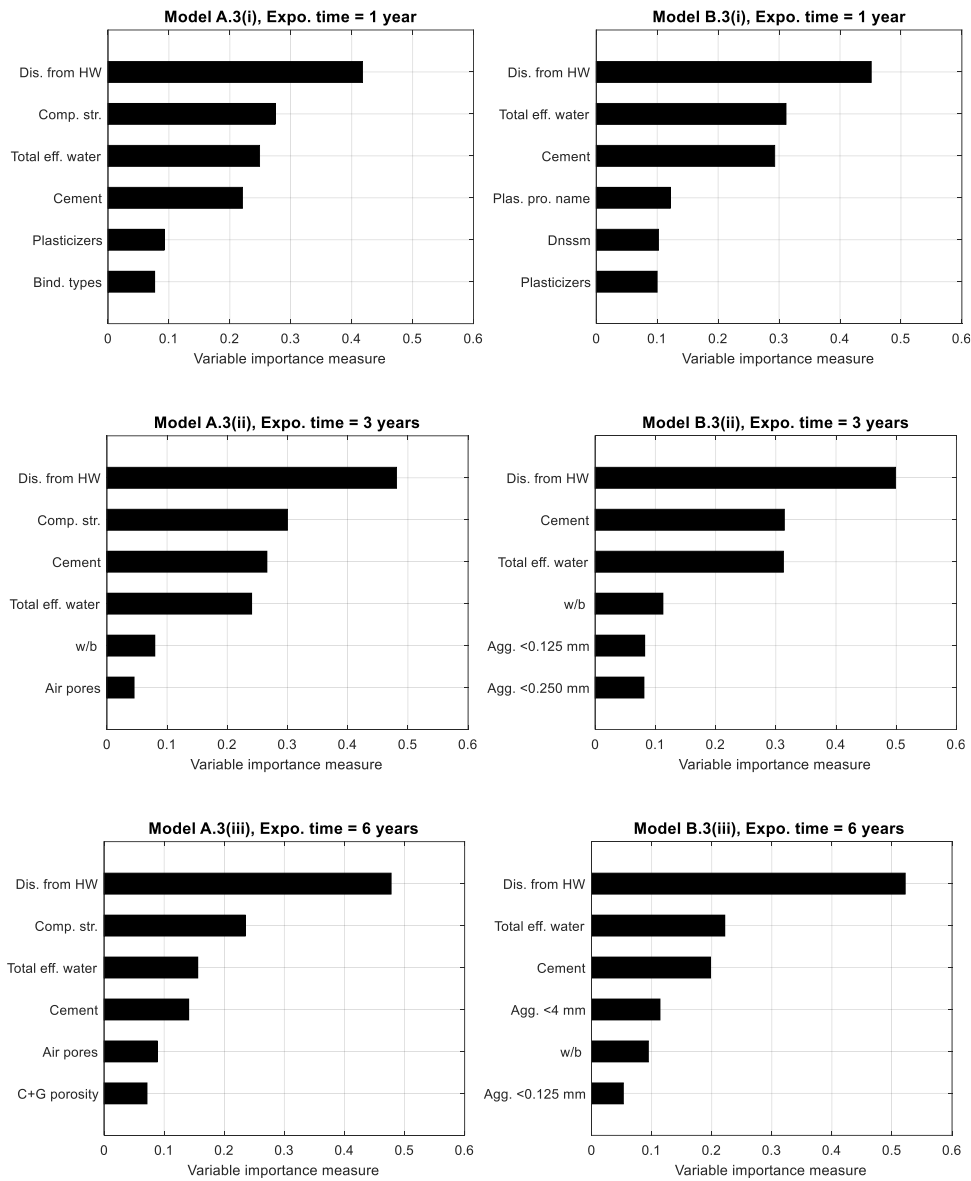 Model A.3(i), Expo. time = 1 year
Dis. from HW
Comp. str.
Total eff. water
Cement
Plasticizers
Bind. types
0 0.1 0.2 0.3 0.4 0.5 0.6
Variable importance measure
Model B.3(i), Expo. time = 1 year
Dis. from HW
Total eff. water
Cement
Plas. pro. name
Dnssm
Plasticizers
0 0.1 0.2 0.3 0.4 0.5 0.6
Variable importance measure
Model A.3(ii), Expo. time = 3 years
Dis. from HW
Comp. str.
Cement
Total eff. water
w/b
Air pores
0 0.1 0.2 0.3 0.4 0.5 0.6
Variable importance measure
Model B.3(ii), Expo. time = 3 years
Dis. from HW
Cement
Total eff. water
w/b
Agg. <0.125 mm
Agg. <0.250 mm
0 0.1 0.2 0.3 0.4 0.5 0.6
Variable importance measure
Model A.3(iii), Expo. time = 6 years
Dis. from HW
Comp. str.
Total eff. water
Cement
Air pores
C+G porosity
0 0.1 0.2 0.3 0.4 0.5 0.6
Variable importance measure
Model B.3(iii), Expo. time = 6 years
Dis. from HW
Total eff. water
Cement
Agg. <4 mm
w/b
Agg. <0.125 mm
0 0.1 0.2 0.3 0.4 0.5 0.6
Variable importance measure